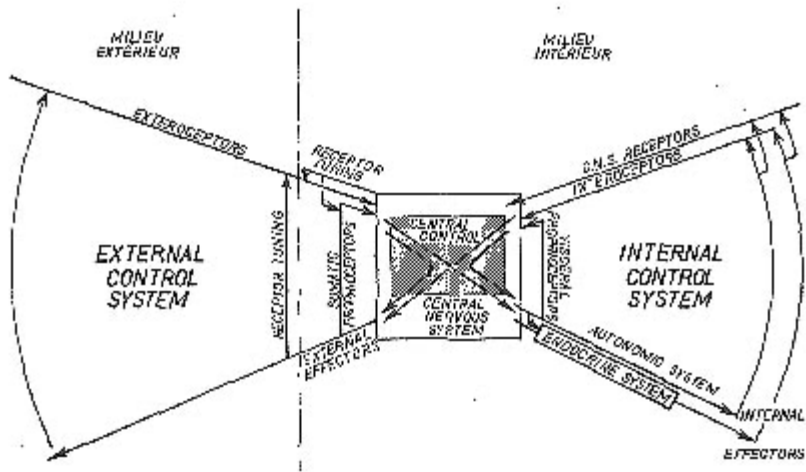 MILIEU
EXTÉRIEUR
MILIEU
INTÉRIEUR
EXTEROCEPTORS
RECEPTOR
TUNING
C.N.S. RECEPTORS
INTEROCEPTORS
EXTERNAL
CONTROL
SYSTEM
RECEPTOR TUNING
SOMATIC
PROPRIOCEPTORS
CENTRAL
CONTROL
CENTRAL
NERVOUS
SYSTEM
VISCERAL
PROPRIOCEPTORS
INTERNAL
CONTROL
SYSTEM
EXTERNAL
EFFECTORS
AUTONOMIC SYSTEM
ENDOCRINE SYSTEM
INTERNAL
EFFECTORS